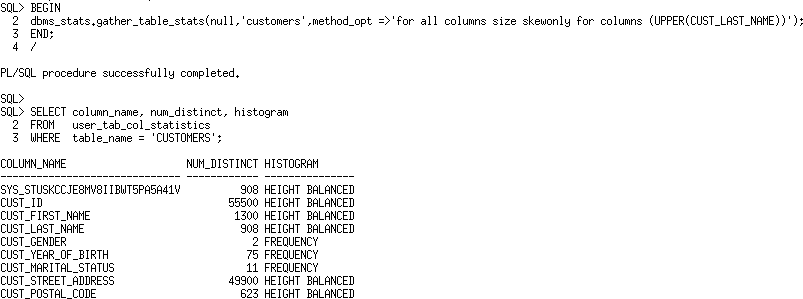 SQL> BEGIN
2 dbms_stats.gather_table_stats(null,'customers',method_opt =>'for all columns size skewonly for columns (UPPER(CUST_LAST_NAME))');
3 END;
4 /
PL/SQL procedure successfully completed.
SQL>
SQL> SELECT column_name, num_distinct, histogram
2 FROM user_tab_col_statistics
3 WHERE table_name = 'CUSTOMERS';
COLUMN_NAME NUM_DISTINCT HISTOGRAM
------------------------------ ------------ ---------------
SYS_STUSKCCJE8MV8IIBWT5PA5A41V 908 HEIGHT BALANCED
CUST_ID 55500 HEIGHT BALANCED
CUST_FIRST_NAME 1300 HEIGHT BALANCED
CUST_LAST_NAME 908 HEIGHT BALANCED
CUST_GENDER 2 FREQUENCY
CUST_YEAR_OF_BIRTH 75 FREQUENCY
CUST_MARITAL_STATUS 11 FREQUENCY
CUST_STREET_ADDRESS 49900 HEIGHT BALANCED
CUST_POSTAL_CODE 623 HEIGHT BALANCED